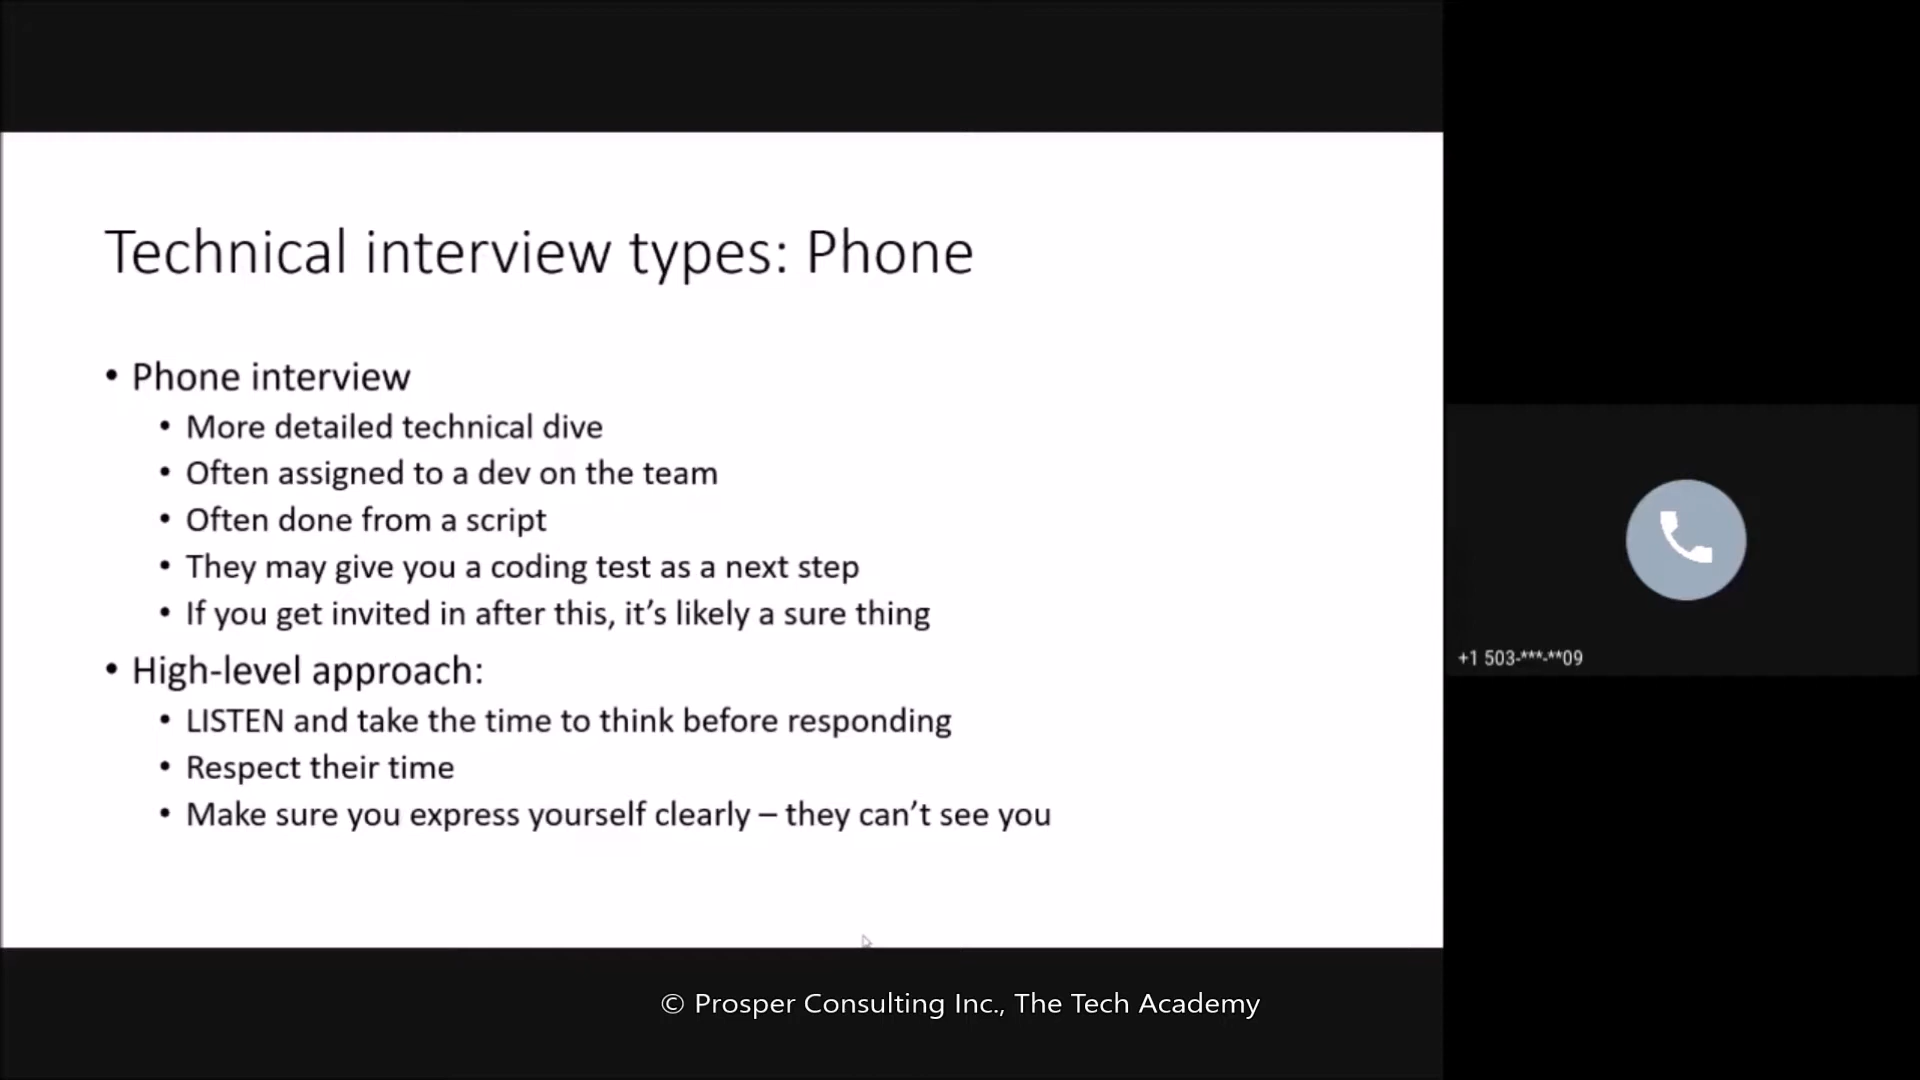 Technical interview types: Phone
• Phone interview
• More detailed technical dive
• Often assigned to a dev on the team
• Often done from a script
• They may give you a coding test as a next step
• If you get invited in after this, it’s likely a sure thing
• High-level approach:
• LISTEN and take the time to think before responding
• Respect their time
• Make sure you express yourself clearly – they can’t see you
+1 503-***-**09
© Prosper Consulting Inc., The Tech Academy